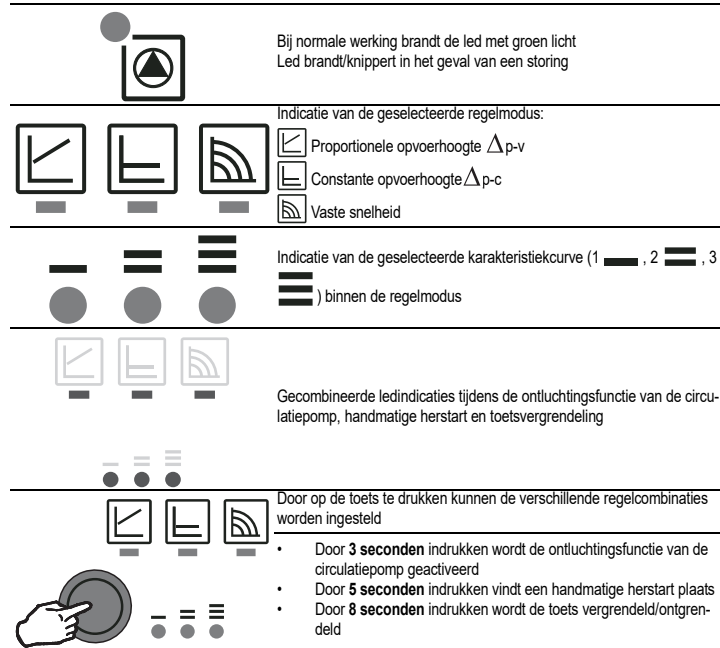 Bij normale werking brandt de led met groen licht
Led brandt/knippert in het geval van een storing
Indicatie van de geselecteerde regelmodus:
Proportionele opvoerhoogte Δp-v
Constante opvoerhoogte Δp-c
Vaste snelheid
Indicatie van de geselecteerde karakteristiekcurve (1 , 2 , 3
) binnen de regelmodus
Gecombineerde ledindicaties tijdens de ontluchtingsfunctie van de circu-
latiepomp, handmatige herstart en toetsvergrendeling
Door op de toets te drukken kunnen de verschillende regelcombinaties
worden ingesteld
• Door 3 seconden indrukken wordt de ontluchtingsfunctie van de
circulatiepomp geactiveerd
• Door 5 seconden indrukken vindt een handmatige herstart plaats
• Door 8 seconden indrukken wordt de toets vergrendeld/ontgren-
deld